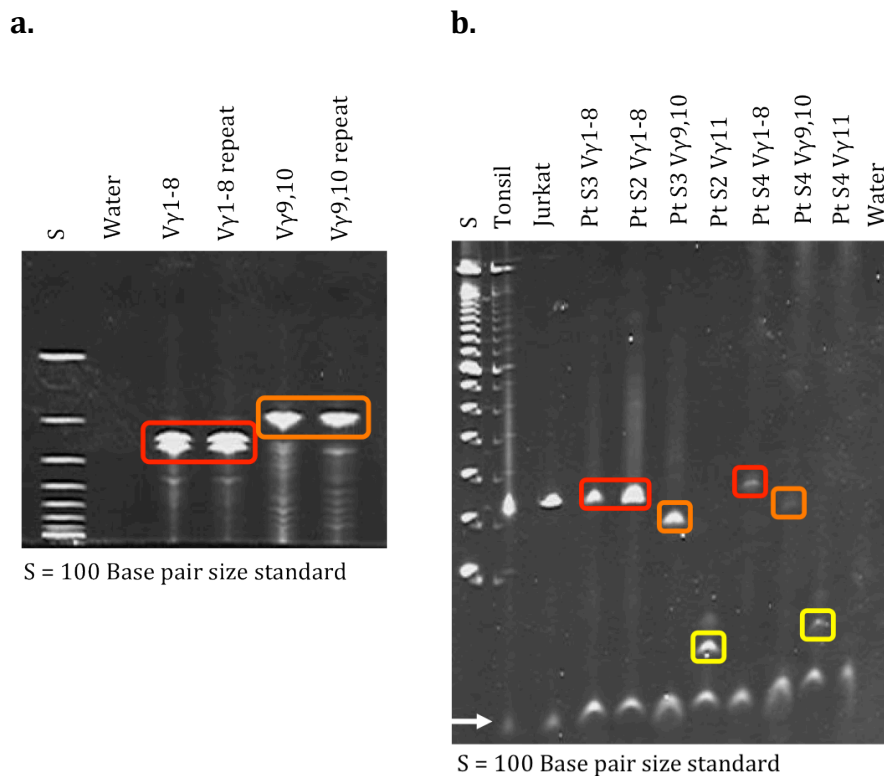 a.
S
Water
Vγ1-8
Vγ1-8 repeat
Vγ9,10
Vγ9,10 repeat
S = 100 Base pair size standard
b.
S
Tonsil
Jurkat
Pt S3 Vγ1-8
Pt S2 Vγ1-8
Pt S3 Vγ9,10
Pt S2 Vγ11
Pt S4 Vγ1-8
Pt S4 Vγ9,10
Pt S4 Vγ11
Water
S = 100 Base pair size standard